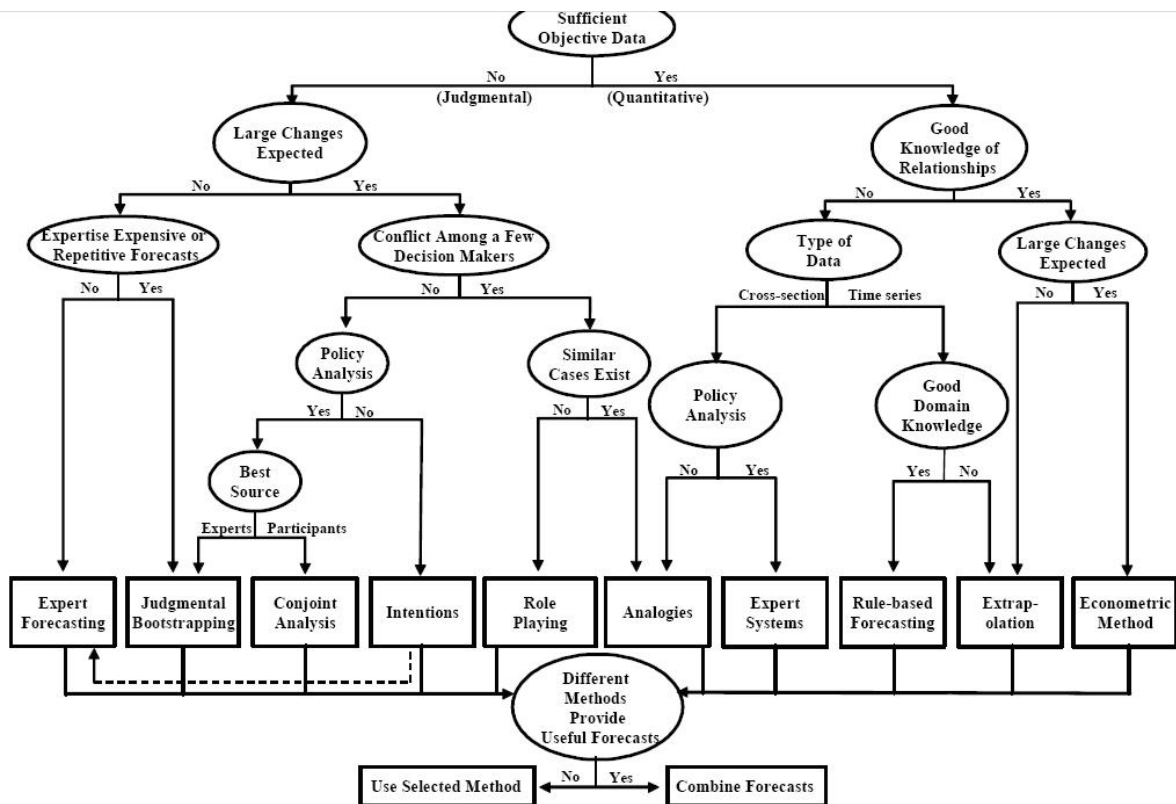 Sufficient
Objective Data
No
Yes
(Judgmental)
(Quantitative)
Large Changes
Expected
Good
Knowledge of
Relationships
No
Yes
No
Yes
Expertise Expensive or
Repetitive Forecasts
Conflict Among a Few
Decision Makers
Type of
Data
Large Changes
Expected
No
Yes
No
Yes
Cross-section
Time series
No
Yes
Policy
Analysis
Similar
Cases Exist
Policy
Analysis
Good
Domain
Knowledge
Yes
No
No
Yes
Best
Source
No
Yes
Yes
No
Experts
Participants
Expert
Forecasting
Judgmental
Bootstrapping
Conjoint
Analysis
Intentions
Role
Playing
Analogies
Expert
Systems
Rule-based
Forecasting
Extrap-
olation
Econometric
Method
Different
Methods
Provide
Useful Forecasts
No
Yes
Use Selected Method
Combine Forecasts